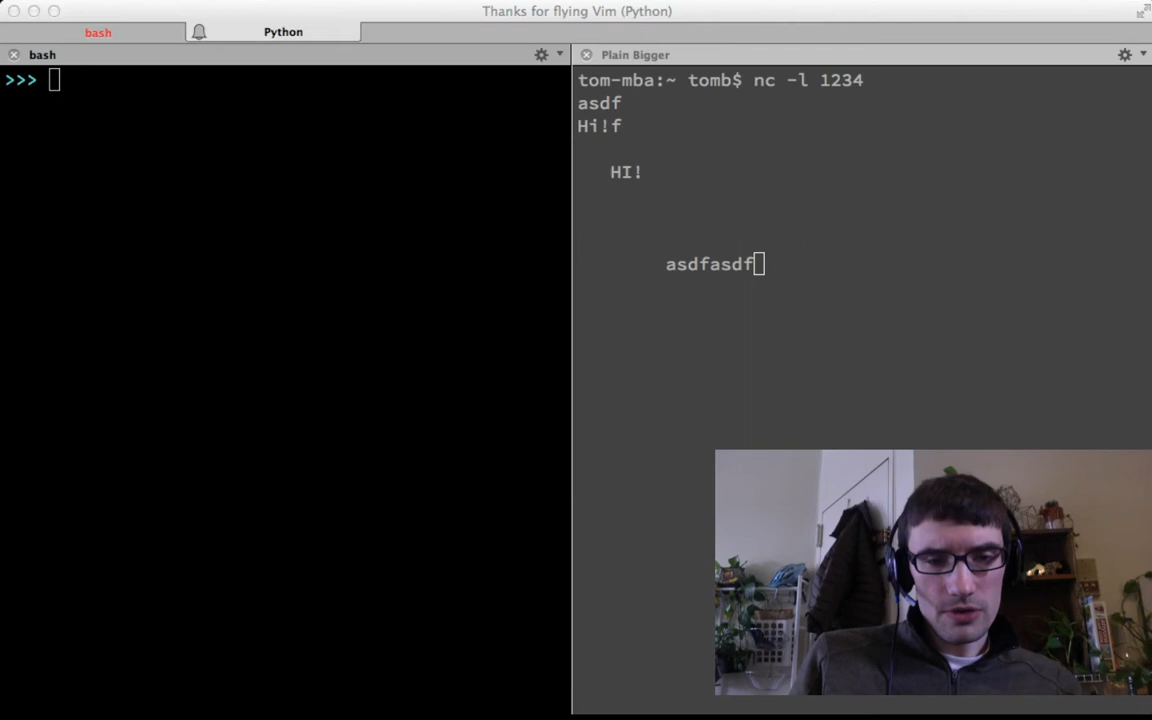 Thanks for flying Vim (Python)
bash
Python
bash
Plain Bigger
>>>
tom-mba:~ tomb$ nc -l 1234
asdf
Hi!f
HI!
asdfasdf